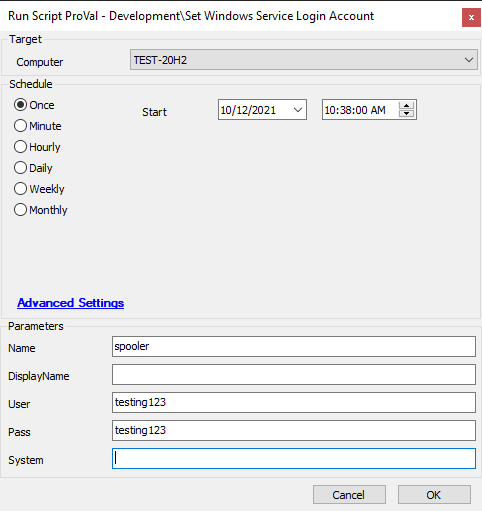 Run Script ProVal - Development\Set Windows Service Login Account
x
Target
Computer TEST-20H2
Schedule
Once Start 10/12/2021 10:38:00 AM
Minute
Hourly
Daily
Weekly
Monthly
Advanced Settings
Parameters
Name spooler
DisplayName
User testing123
Pass testing123
System
Cancel OK